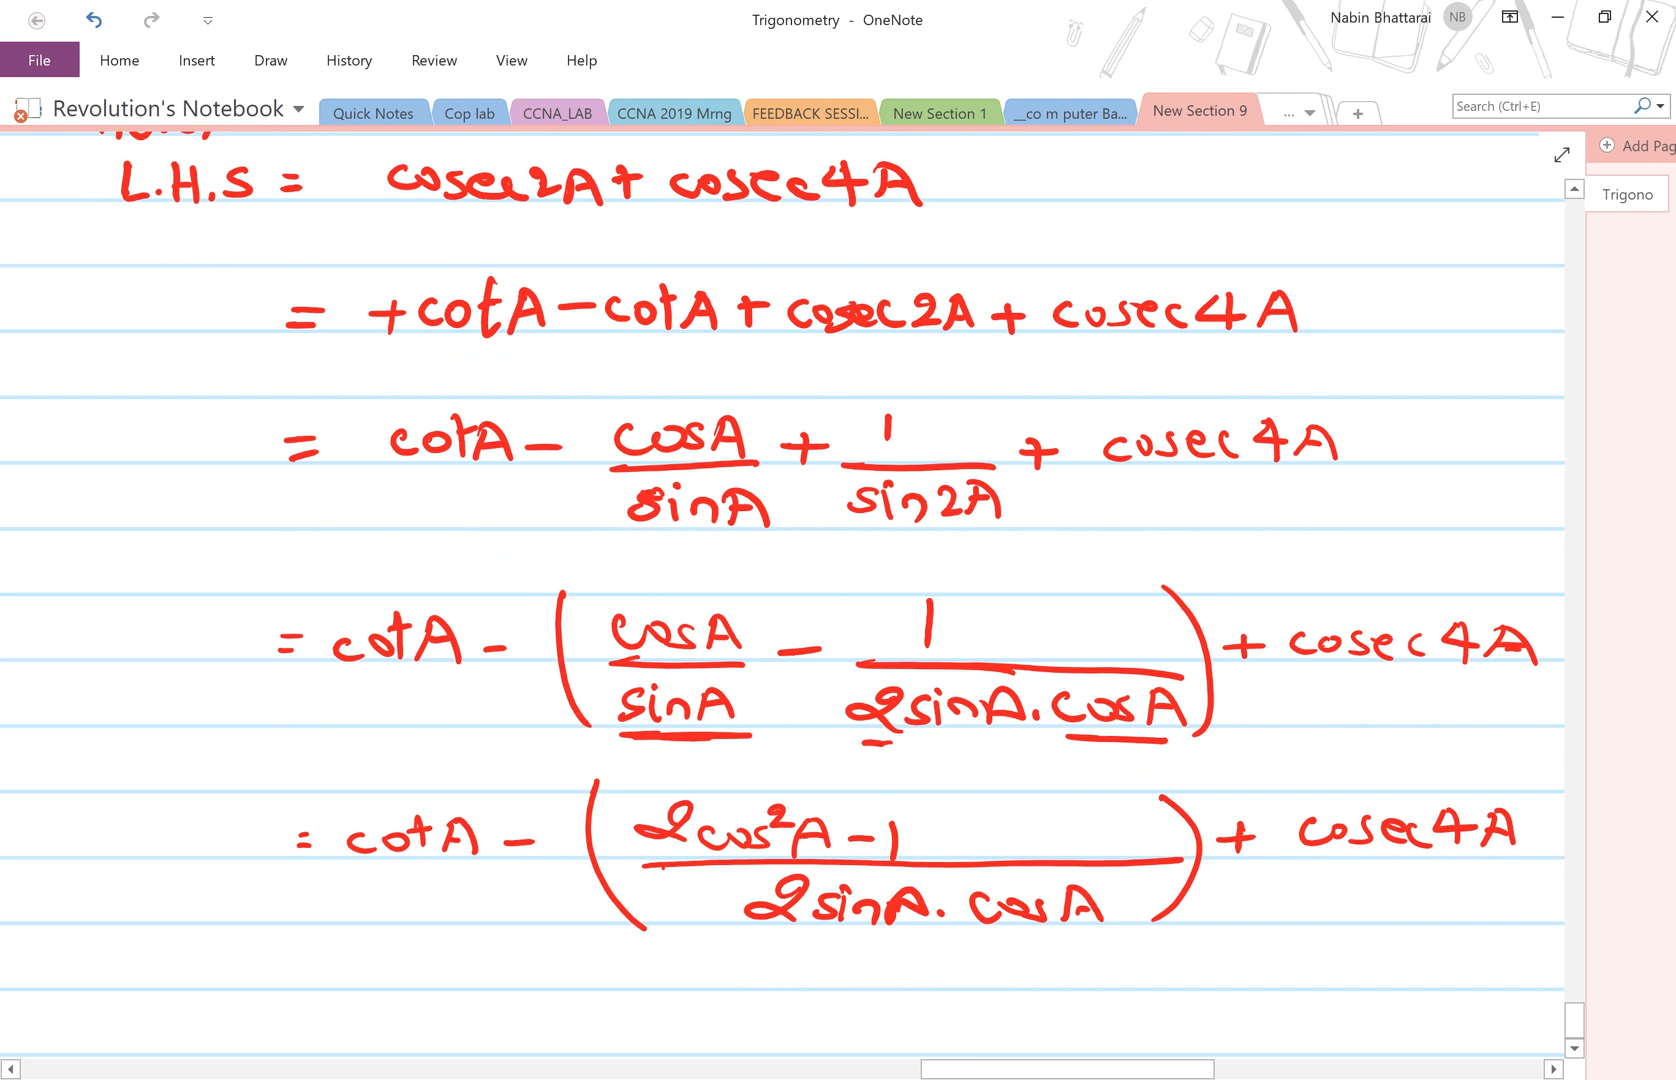 Trigonometry - OneNote
Nabin Bhattarai NB
File Home Insert Draw History Review View Help
Revolution's Notebook Quick Notes Cop lab CCNA_LAB CCNA 2019 Mrng FEEDBACK SESSI... New Section 1 __co m puter Ba... New Section 9 ... +
Search (Ctrl+E)
Add Pag
Trigono
L.H.S = cosec2A + cosec4A
= +cotA - cotA + cosec2A + cosec4A
= cotA - cosA/sinA + 1/sin2A + cosec4A
= cotA - (cosA/sinA - 1/2sinA.cosA) + cosec4A
= cotA - (2cos²A - 1/2sinA.cosA) + cosec4A